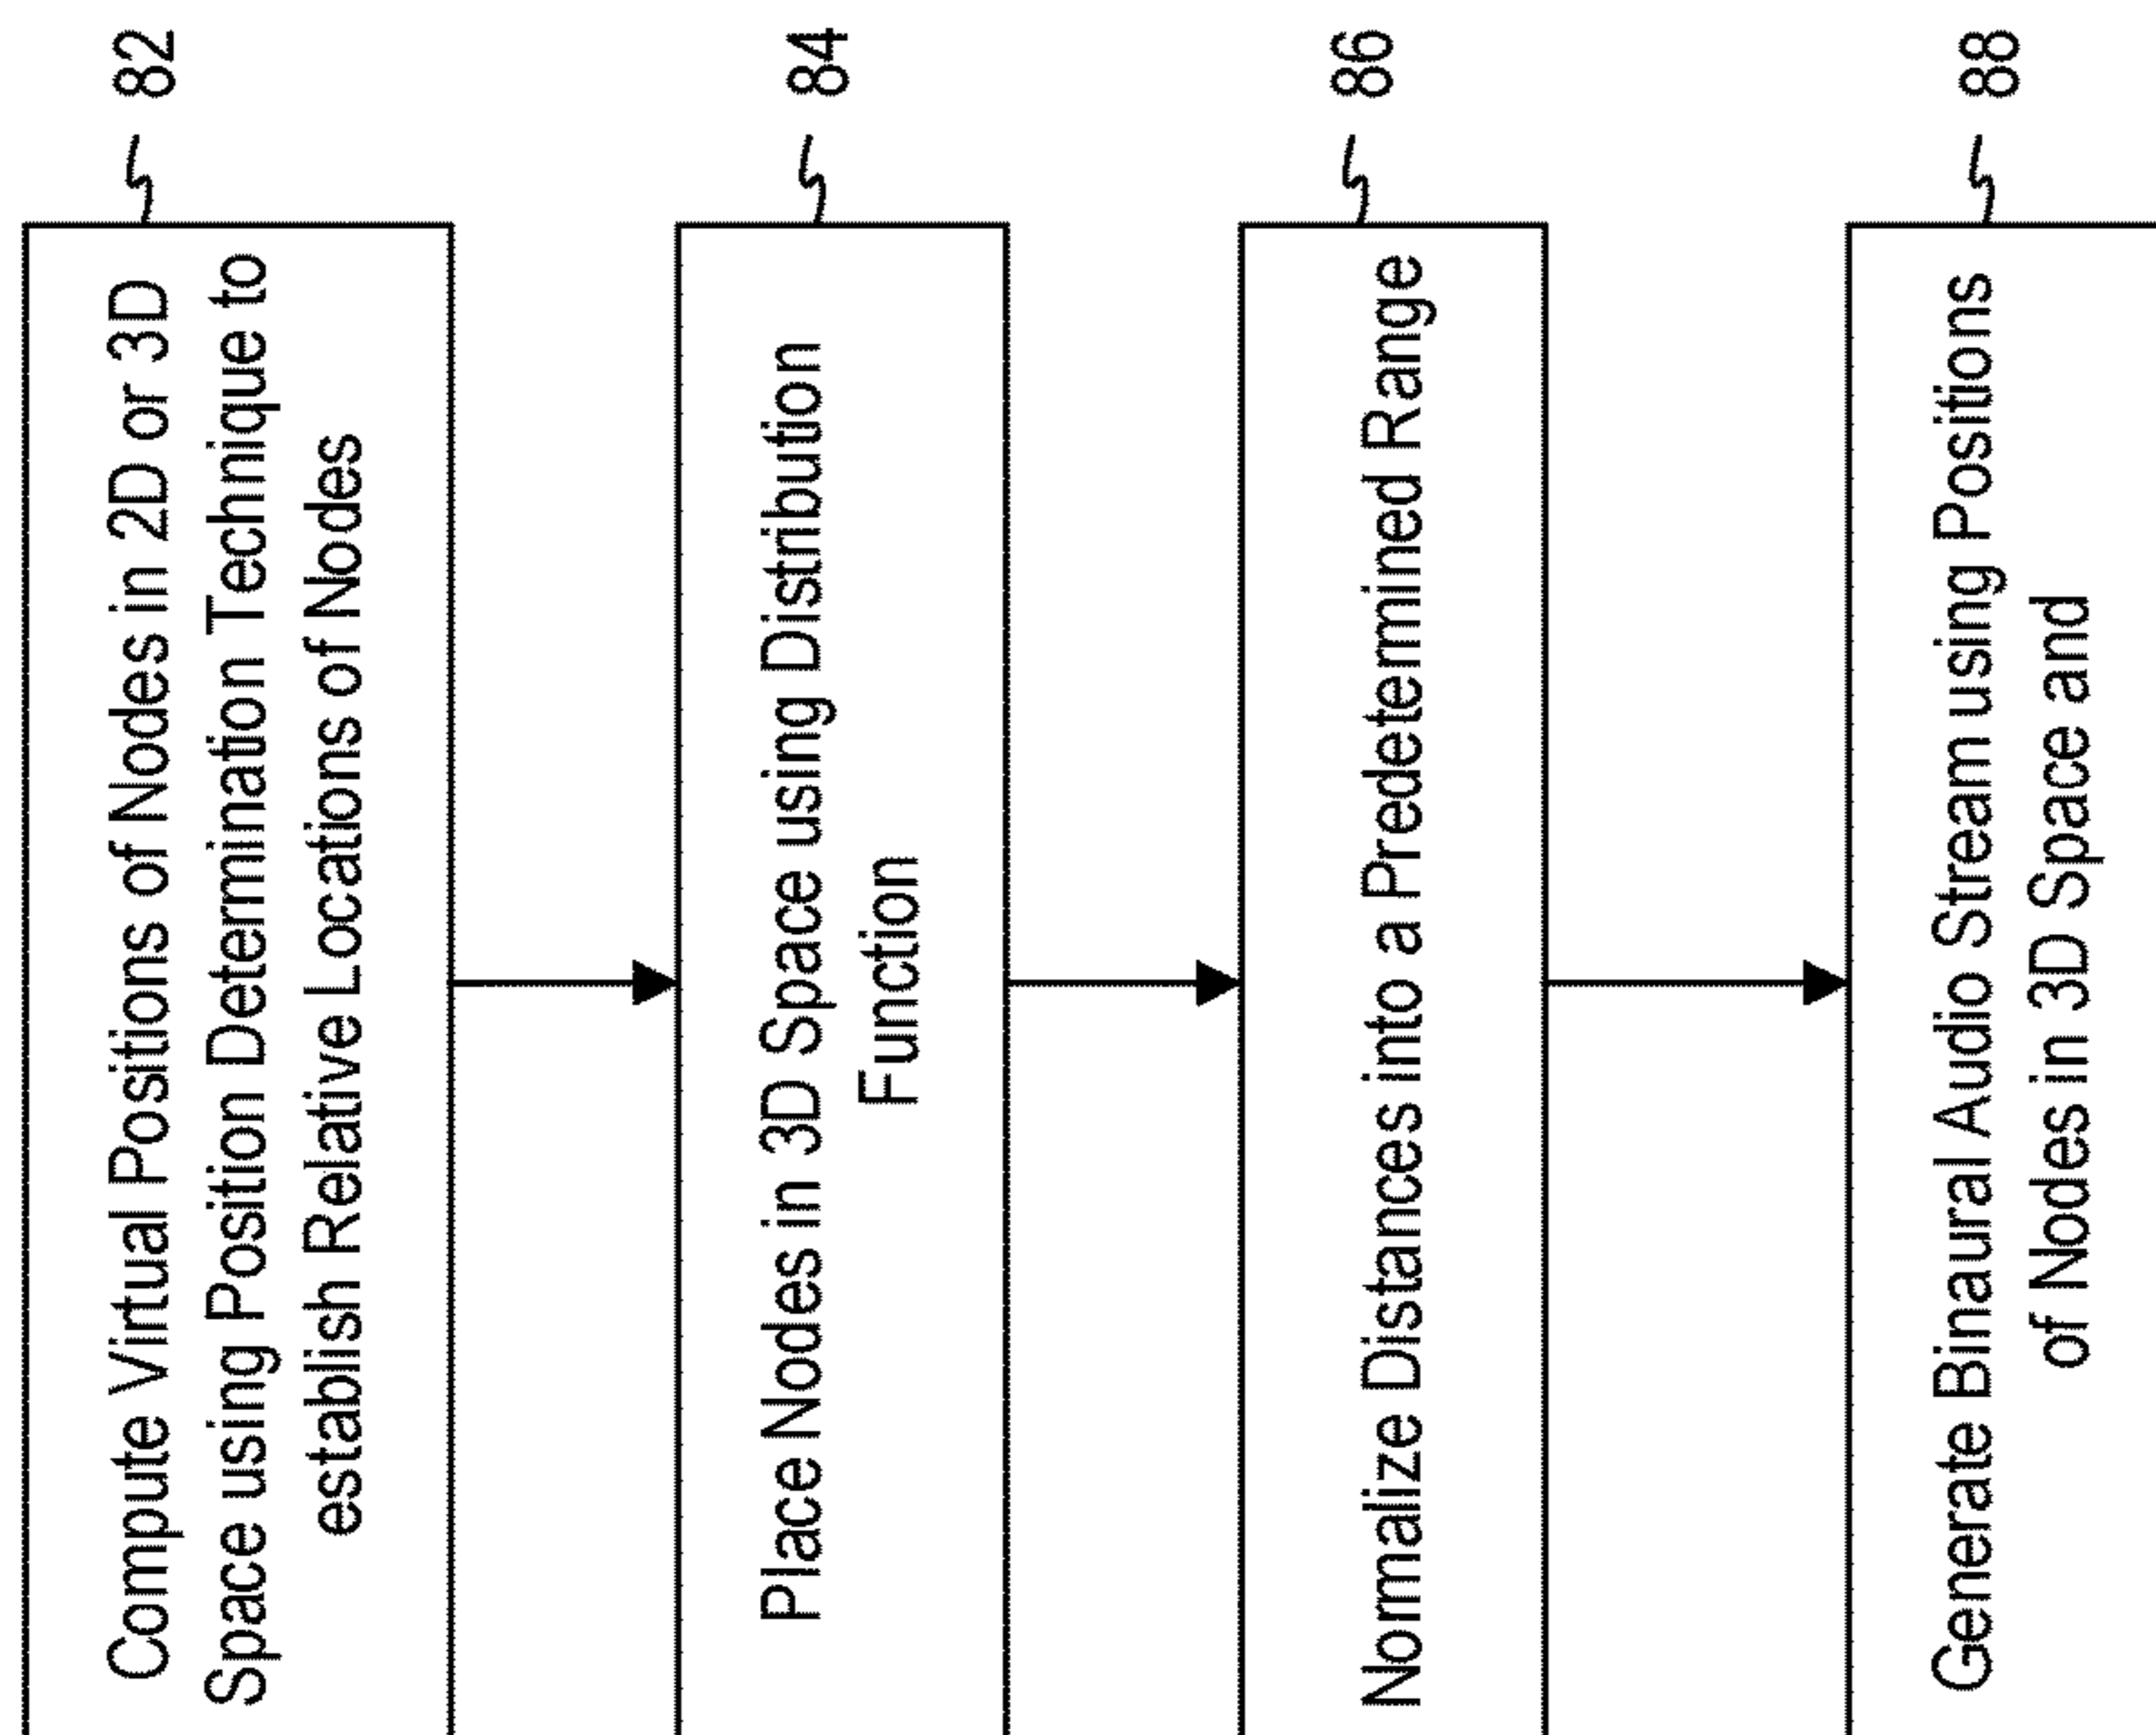 Compute Virtual Positions of Nodes in 2D or 3D
Space using Position Determination Technique to
establish Relative Locations of Nodes
82
Place Nodes in 3D Space using Distribution
Function
84
Normalize Distances into a Predetermined Range
86
Generate Binaural Audio Stream using Positions
of Nodes in 3D Space and
88